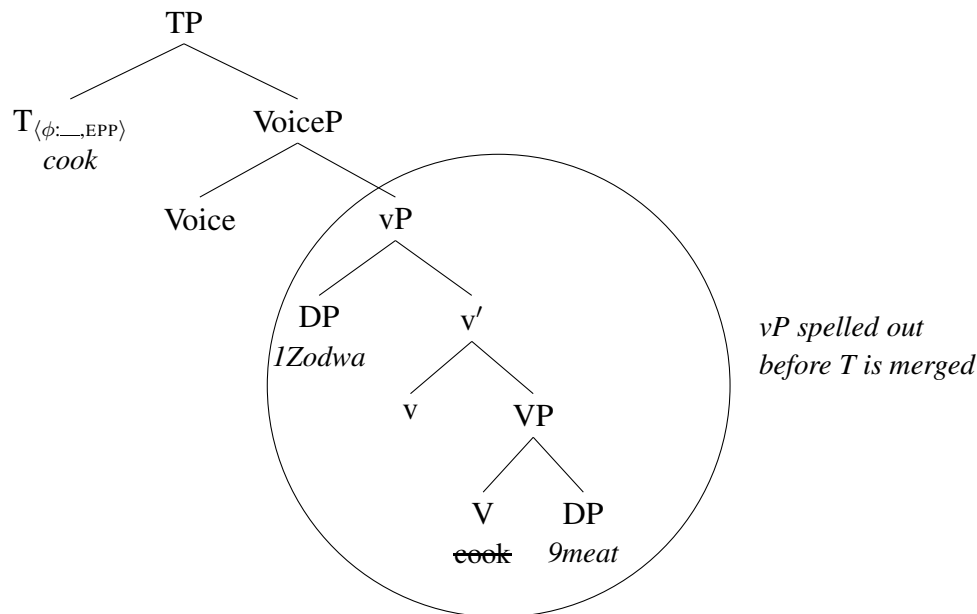 TP
T⟨ϕ:__,EPP⟩ VoiceP
cook
Voice vP
DP v′
1Zodwa
vP spelled out
before T is merged
v VP
V DP
cook 9meat